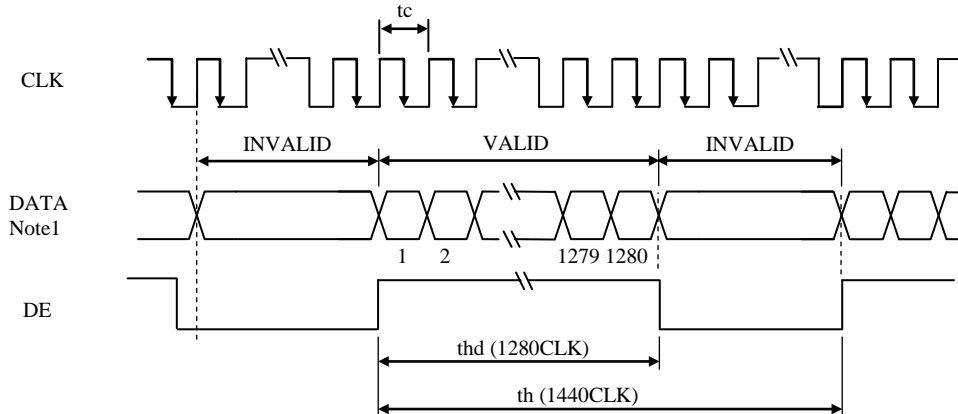 tc
CLK
INVALID VALID INVALID
DATA
Note1
1 2 1279 1280
DE
thd (1280CLK)
th (1440CLK)